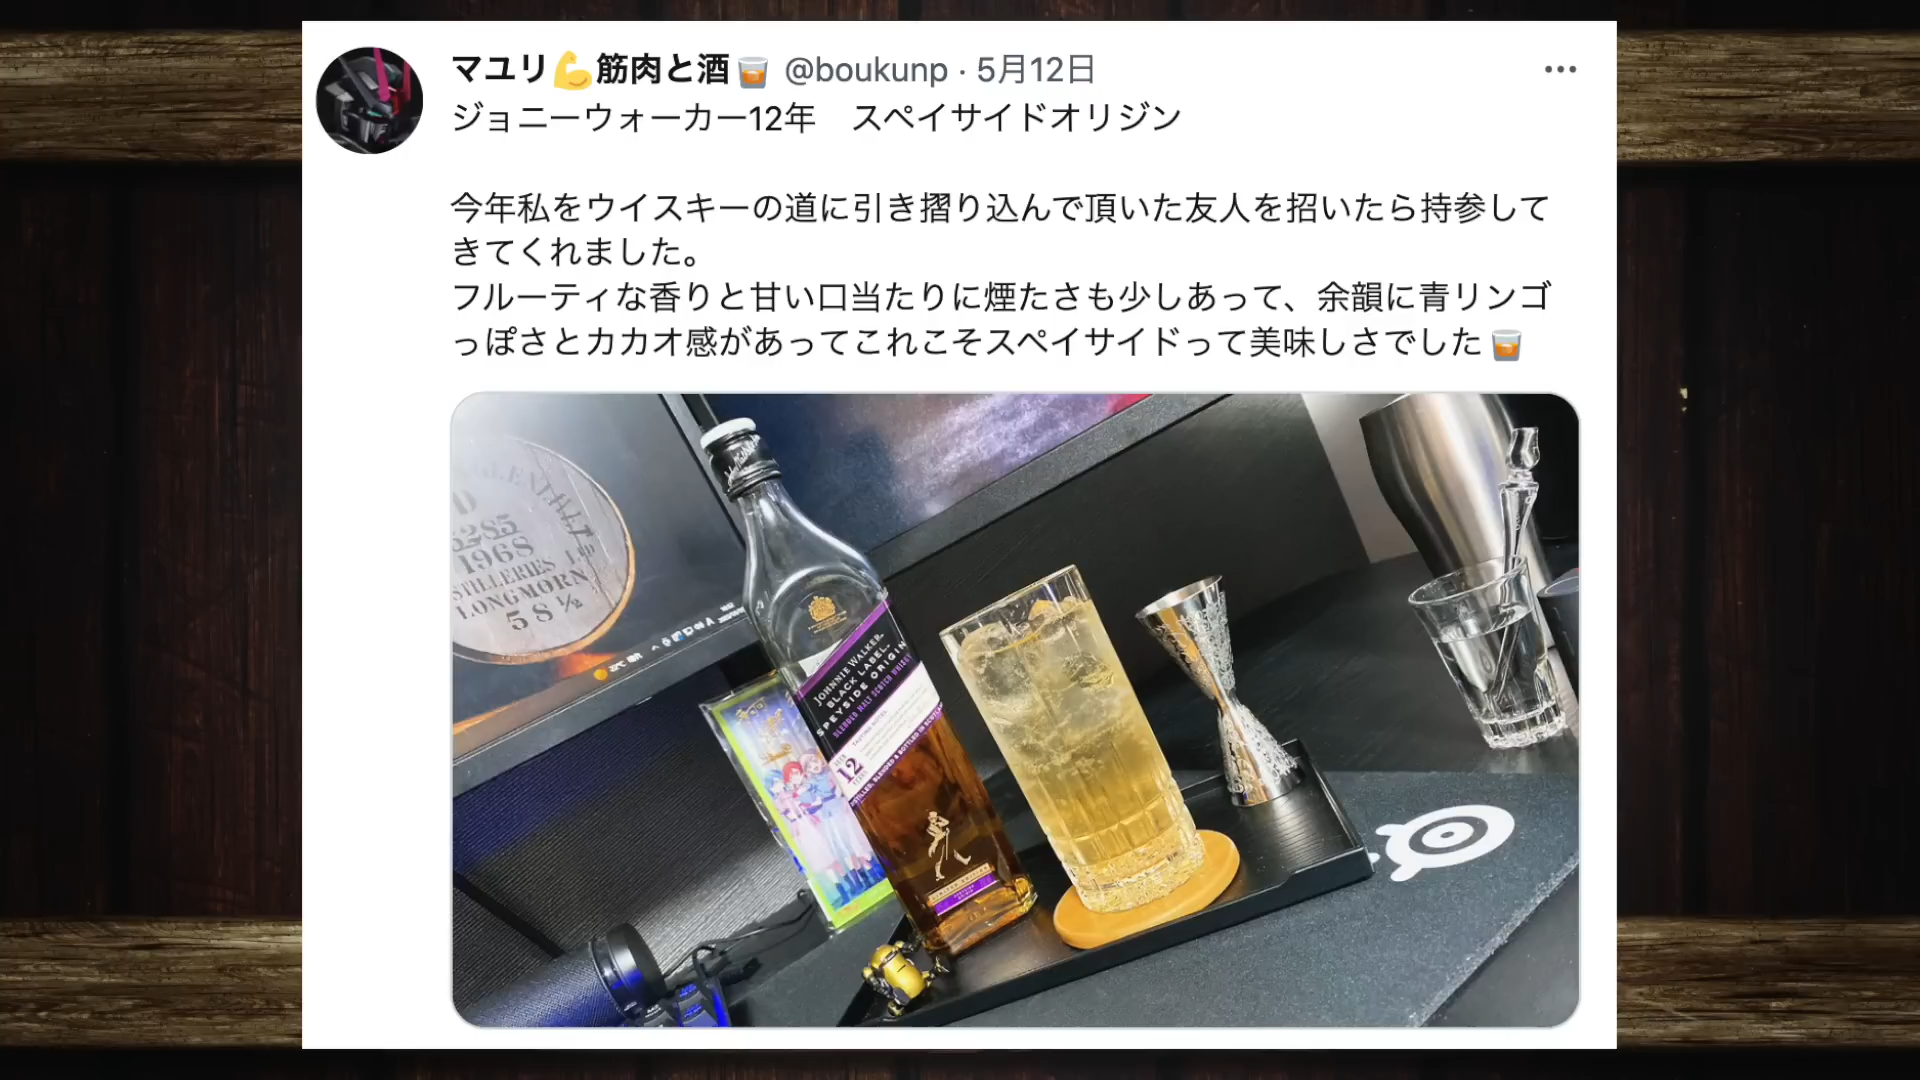 マユリ💪筋肉と酒🥃 @boukunp · 5月12日
ジョニーウォーカー12年　スペイサイドオリジン
今年私をウイスキーの道に引き摺り込んで頂いた友人を招いたら持参して
きてくれました。
フルーティな香りと甘い口当たりに煙たさも少しあって、余韻に青リンゴ
っぽさとカカオ感があってこれこそスペイサイドって美味しさでした🥃
1968
LONGMORN
58½
JOHNNIE WALKER
BLACK LABEL
SPEYSIDE ORIGIN
BLENDED MALT SCOTCH WHISKY
12